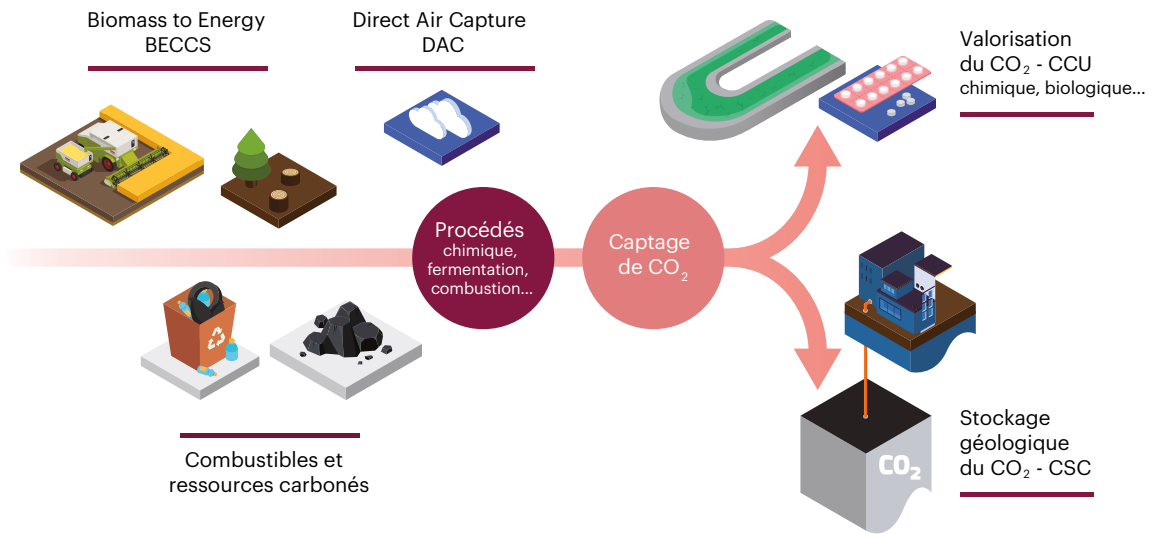 Biomass to Energy
BECCS
Direct Air Capture
DAC
Valorisation
du CO₂ - CCU
chimique, biologique...
Procédés
chimique,
fermentation,
combustion...
Captage
de CO₂
Combustibles et
ressources carbonés
CO₂
Stockage
géologique
du CO₂ - CSC